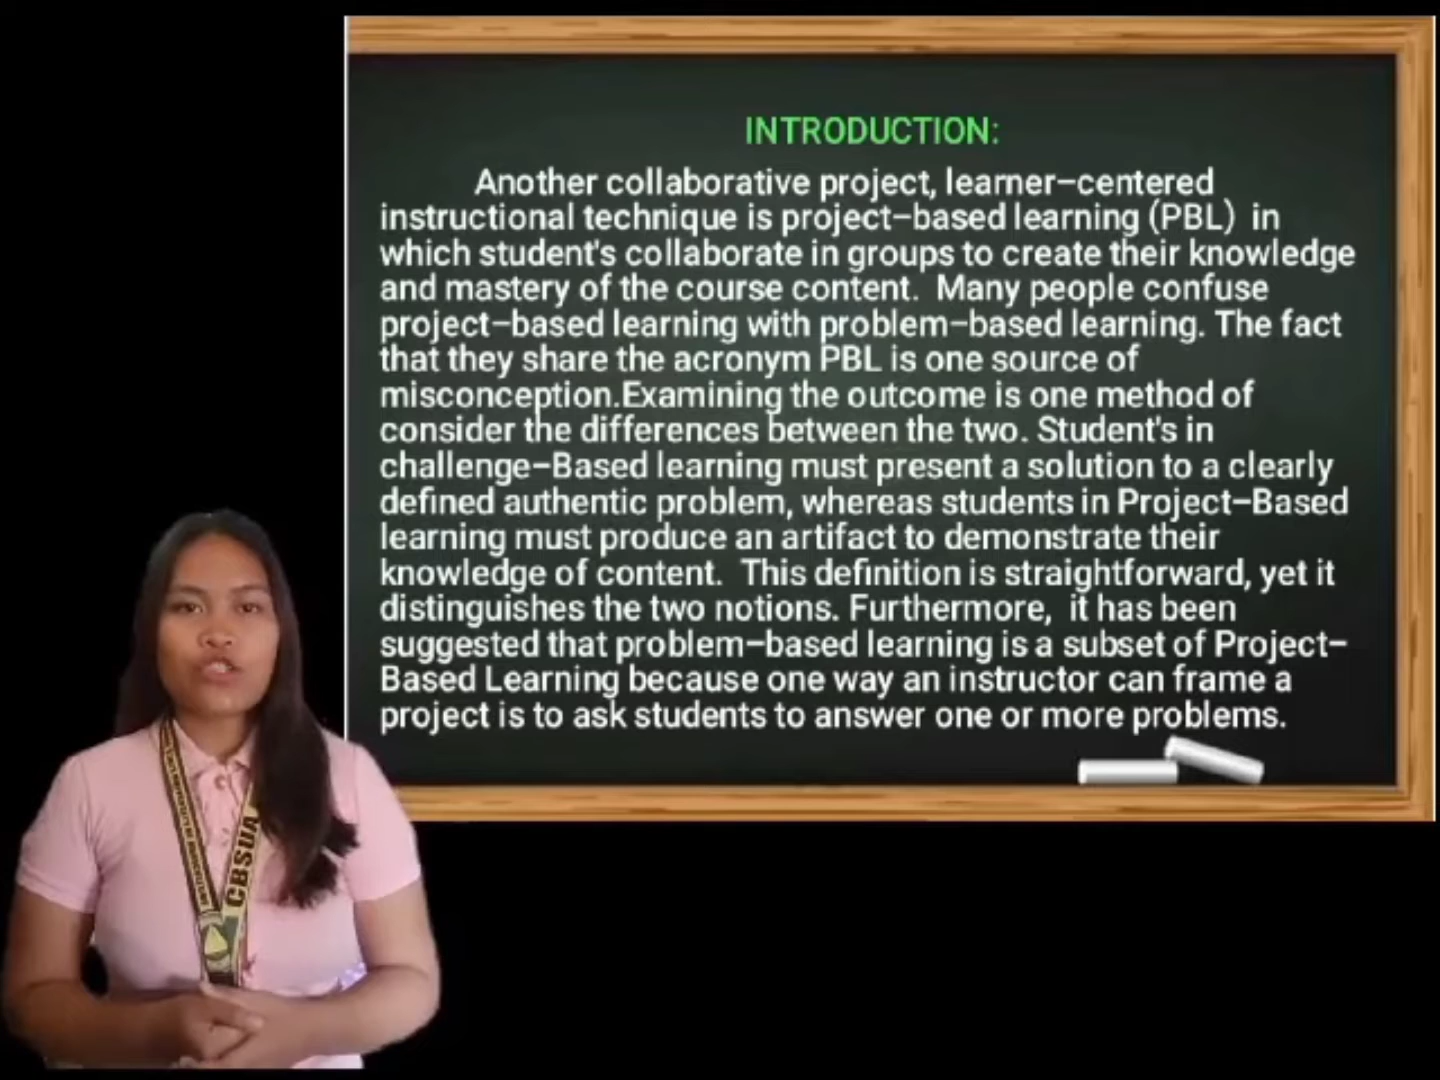 INTRODUCTION:
Another collaborative project, learner-centered
instructional technique is project-based learning (PBL) in
which student's collaborate in groups to create their knowledge
and mastery of the course content. Many people confuse
project-based learning with problem-based learning. The fact
that they share the acronym PBL is one source of
misconception.Examining the outcome is one method of
consider the differences between the two. Student's in
challenge-Based learning must present a solution to a clearly
defined authentic problem, whereas students in Project-Based
learning must produce an artifact to demonstrate their
knowledge of content. This definition is straightforward, yet it
distinguishes the two notions. Furthermore, it has been
suggested that problem-based learning is a subset of Project-
Based Learning because one way an instructor can frame a
project is to ask students to answer one or more problems.
CBSUA